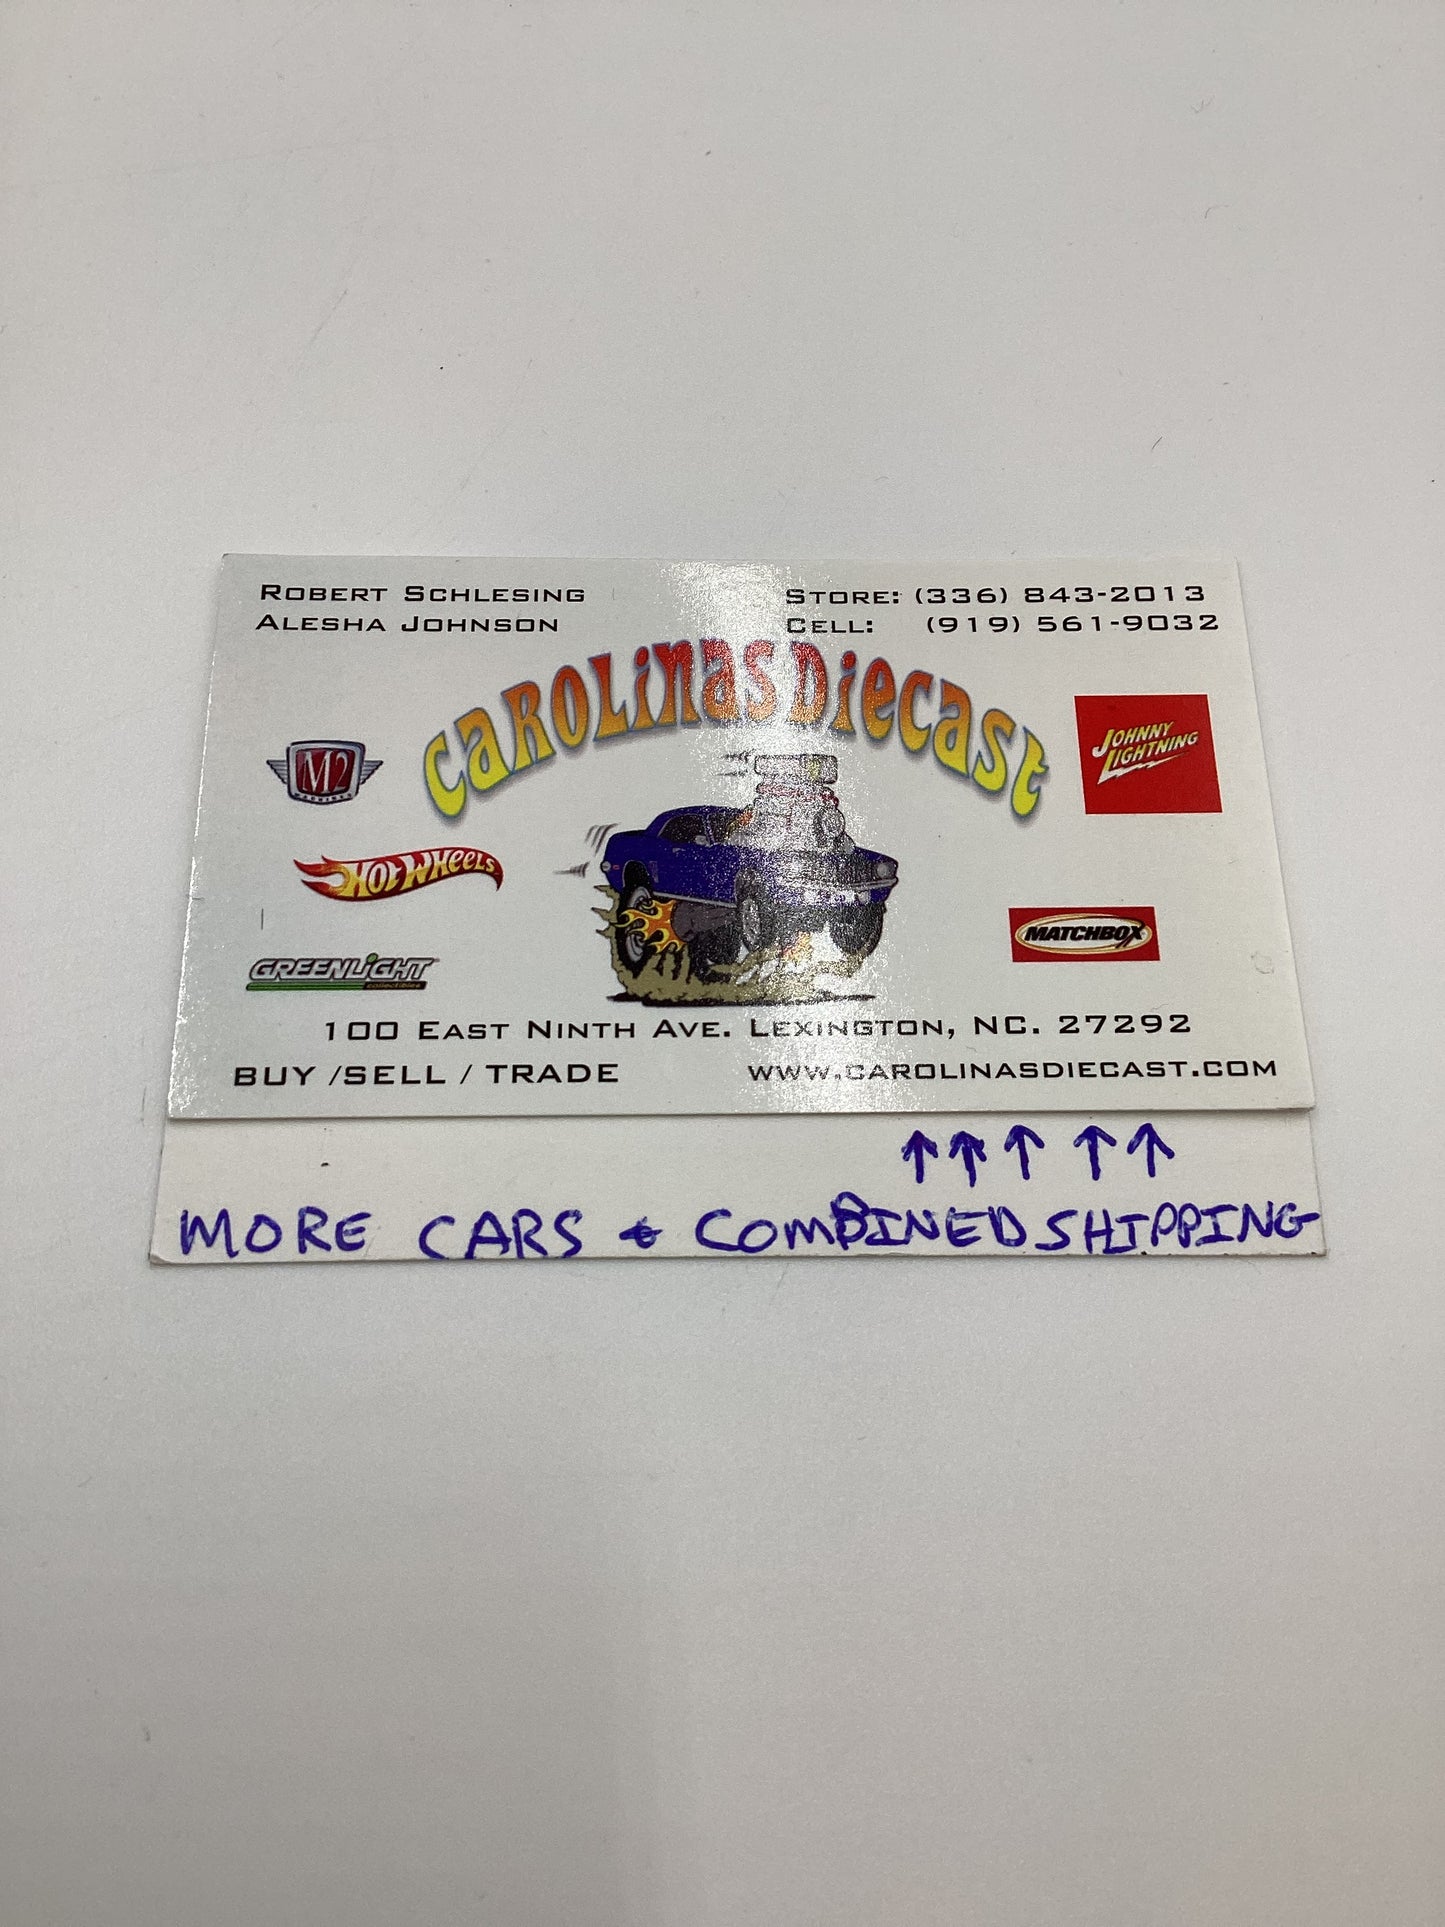 ROBERT SCHLESING
ALESHA JOHNSON
STORE: (336) 843-2013
CELL: (919) 561-9032
CAROLINAS DIECAST
M2
MACHINES
JOHNNY
LIGHTNING
HOT WHEELS
MATCHBOX
GREENLIGHT
collectibles
100 EAST NINTH AVE. LEXINGTON, NC. 27292
BUY /SELL / TRADE
WWW.CAROLINASDIECAST.COM
↑ ↑ ↑ ↑ ↑
MORE CARS & COMBINED SHIPPING